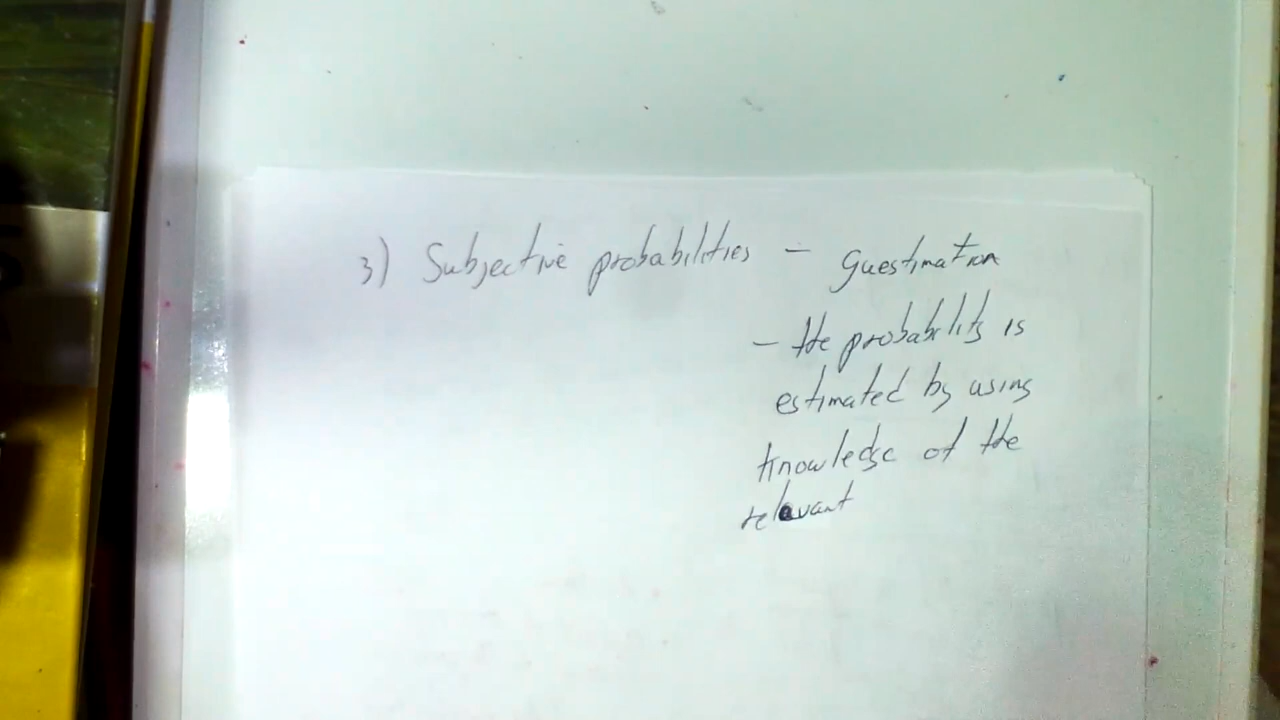 3) Subjective probabilities - Guestimation
- the probability is
estimated by using
knowledge of the
relevant